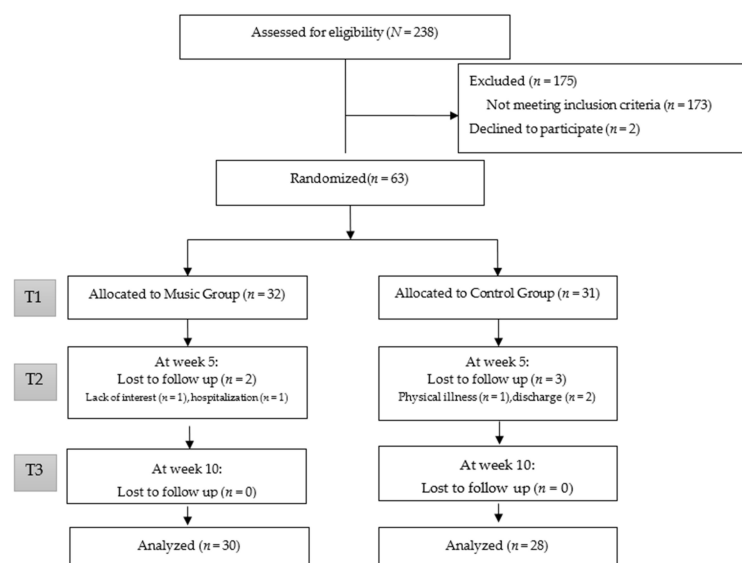 Assessed for eligibility (N = 238)
Excluded (n = 175)
Not meeting inclusion criteria (n = 173)
Declined to participate (n = 2)
Randomized(n = 63)
T1
Allocated to Music Group (n = 32)
Allocated to Control Group (n = 31)
T2
At week 5:
Lost to follow up (n = 2)
Lack of interest (n = 1), hospitalization (n = 1)
At week 5:
Lost to follow up (n = 3)
Physical illness (n = 1),discharge (n = 2)
T3
At week 10:
Lost to follow up (n = 0)
At week 10:
Lost to follow up (n = 0)
Analyzed (n = 30)
Analyzed (n = 28)